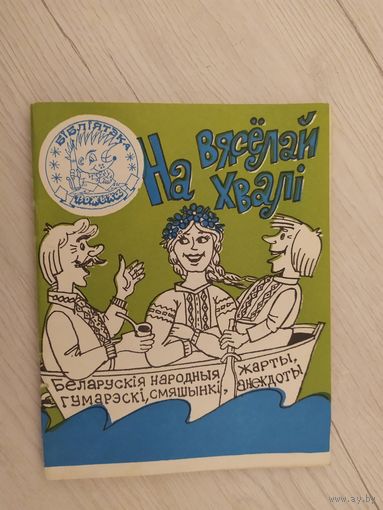 БІБЛІЯТЭКА
"ВОЖЫКА"
На вясёлай
хвалі
Беларускія народныя жарты,
гумарэскі, смяшынкі, анекдоты
www.ay.by